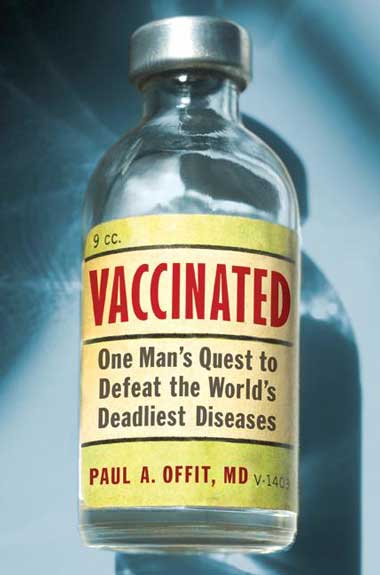 9 cc.
VACCINATED
One Man's Quest to
Defeat the World's
Deadliest Diseases
PAUL A. OFFIT, MD V-1403